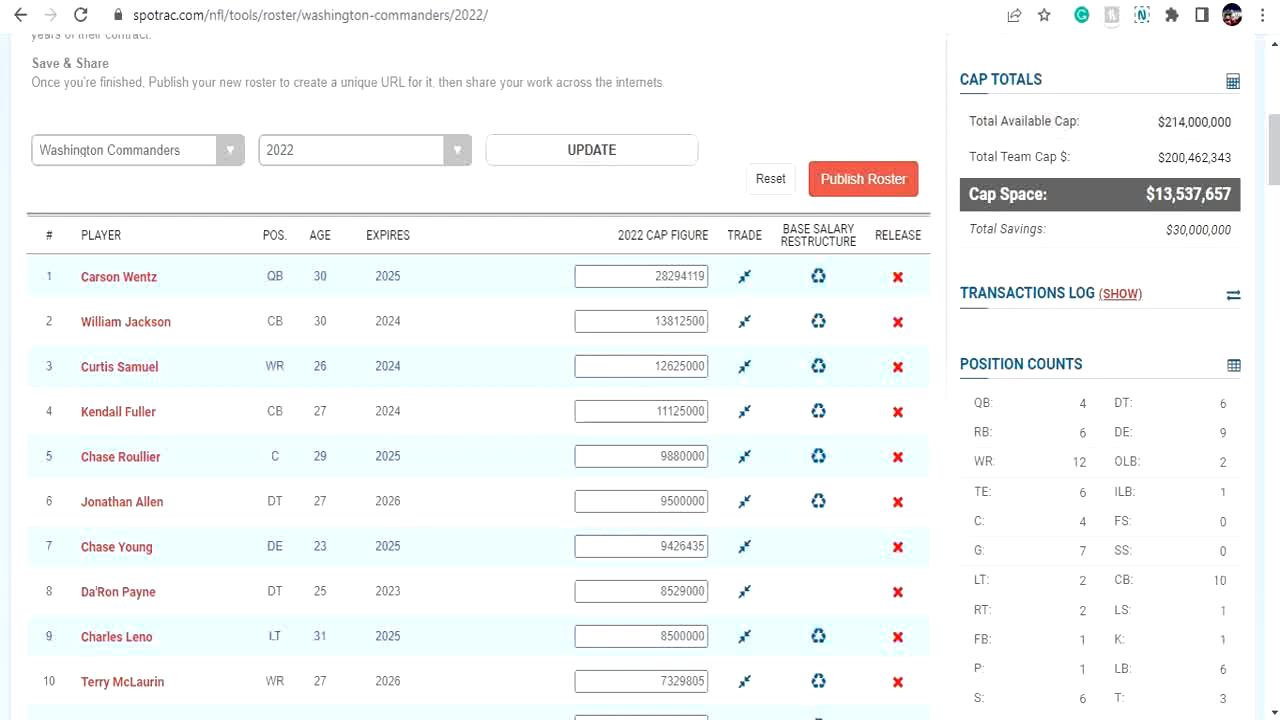 spotrac.com/nfl/tools/roster/washington-commanders/2022/
years of their contract.
Save & Share
Once you're finished, Publish your new roster to create a unique URL for it, then share your work across the internets.
Washington Commanders 2022 UPDATE
Reset Publish Roster
# PLAYER POS. AGE EXPIRES 2022 CAP FIGURE TRADE BASE SALARY RESTRUCTURE RELEASE
1 Carson Wentz QB 30 2025 28294119
2 William Jackson CB 30 2024 13812500
3 Curtis Samuel WR 26 2024 12625000
4 Kendall Fuller CB 27 2024 11125000
5 Chase Roullier C 29 2025 9880000
6 Jonathan Allen DT 27 2026 9500000
7 Chase Young DE 23 2025 9426435
8 Da'Ron Payne DT 25 2023 8529000
9 Charles Leno LT 31 2025 8500000
10 Terry McLaurin WR 27 2026 7329805
CAP TOTALS
Total Available Cap: $214,000,000
Total Team Cap $: $200,462,343
Cap Space: $13,537,657
Total Savings: $30,000,000
TRANSACTIONS LOG (SHOW)
POSITION COUNTS
QB: 4 DT: 6
RB: 6 DE: 9
WR: 12 OLB: 2
TE: 6 ILB: 1
C: 4 FS: 0
G: 7 SS: 0
LT: 2 CB: 10
RT: 2 LS: 1
FB: 1 K: 1
P: 1 LB: 6
S: 6 T: 3